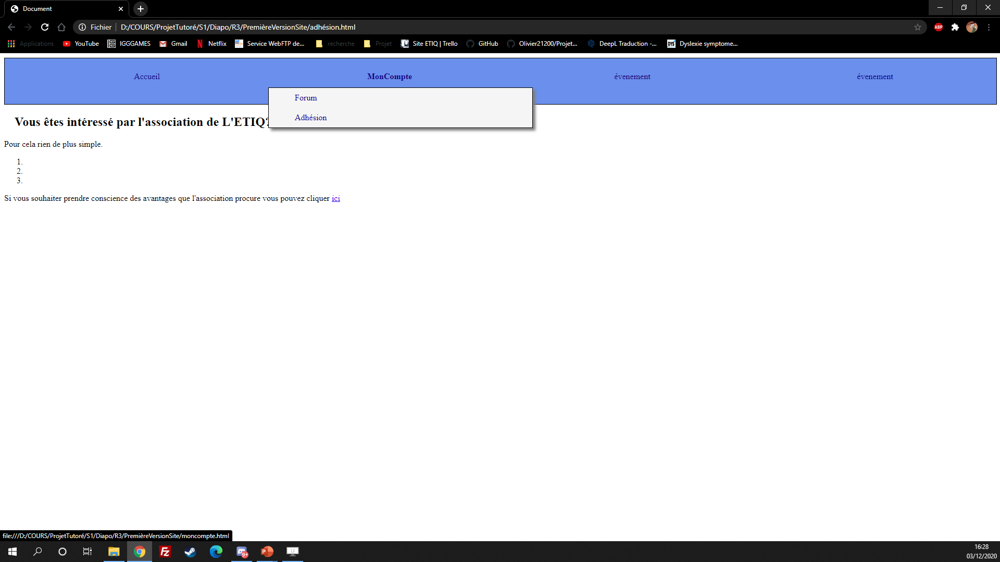 Document
Fichier D:/COURS/ProjetTutoré/S1/Diapo/R3/PremièreVersionSite/adhésion.html
ABP
Applications YouTube IGGGAMES Gmail Netflix Service WebFTP de... recherche Projet Site ETIQ | Trello GitHub Olivier21200/Projet... DeepL Traduction -... DYS Dyslexie symptome...
Accueil MonCompte évenement évenement
Forum
Adhésion
Vous êtes intéressé par l'association de L'ETIQ?
Pour cela rien de plus simple.
1.
2.
3.
Si vous souhaiter prendre conscience des avantages que l'association procure vous pouvez cliquer ici
file:///D:/COURS/ProjetTutoré/S1/Diapo/R3/PremièreVersionSite/moncompte.html
Fz 9+ P
16:28
03/12/2020